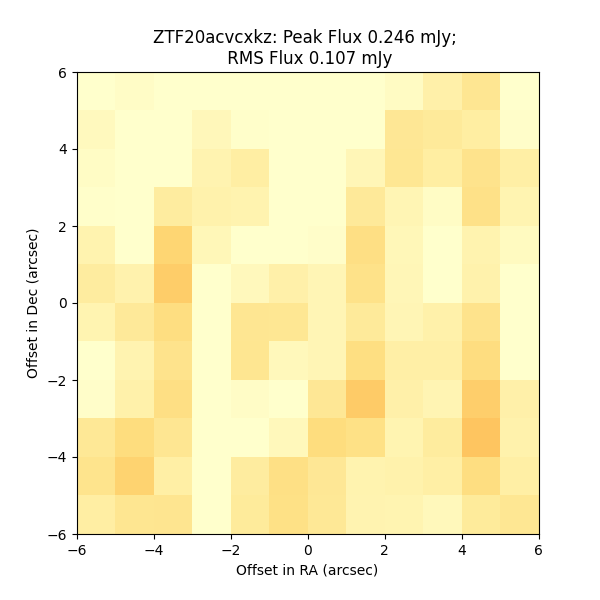 ZTF20acvcxkz: Peak Flux 0.246 mJy;
RMS Flux 0.107 mJy
6
4
2
0
−2
−4
−6
Offset in Dec (arcsec)
−6 −4 −2 0 2 4 6
Offset in RA (arcsec)